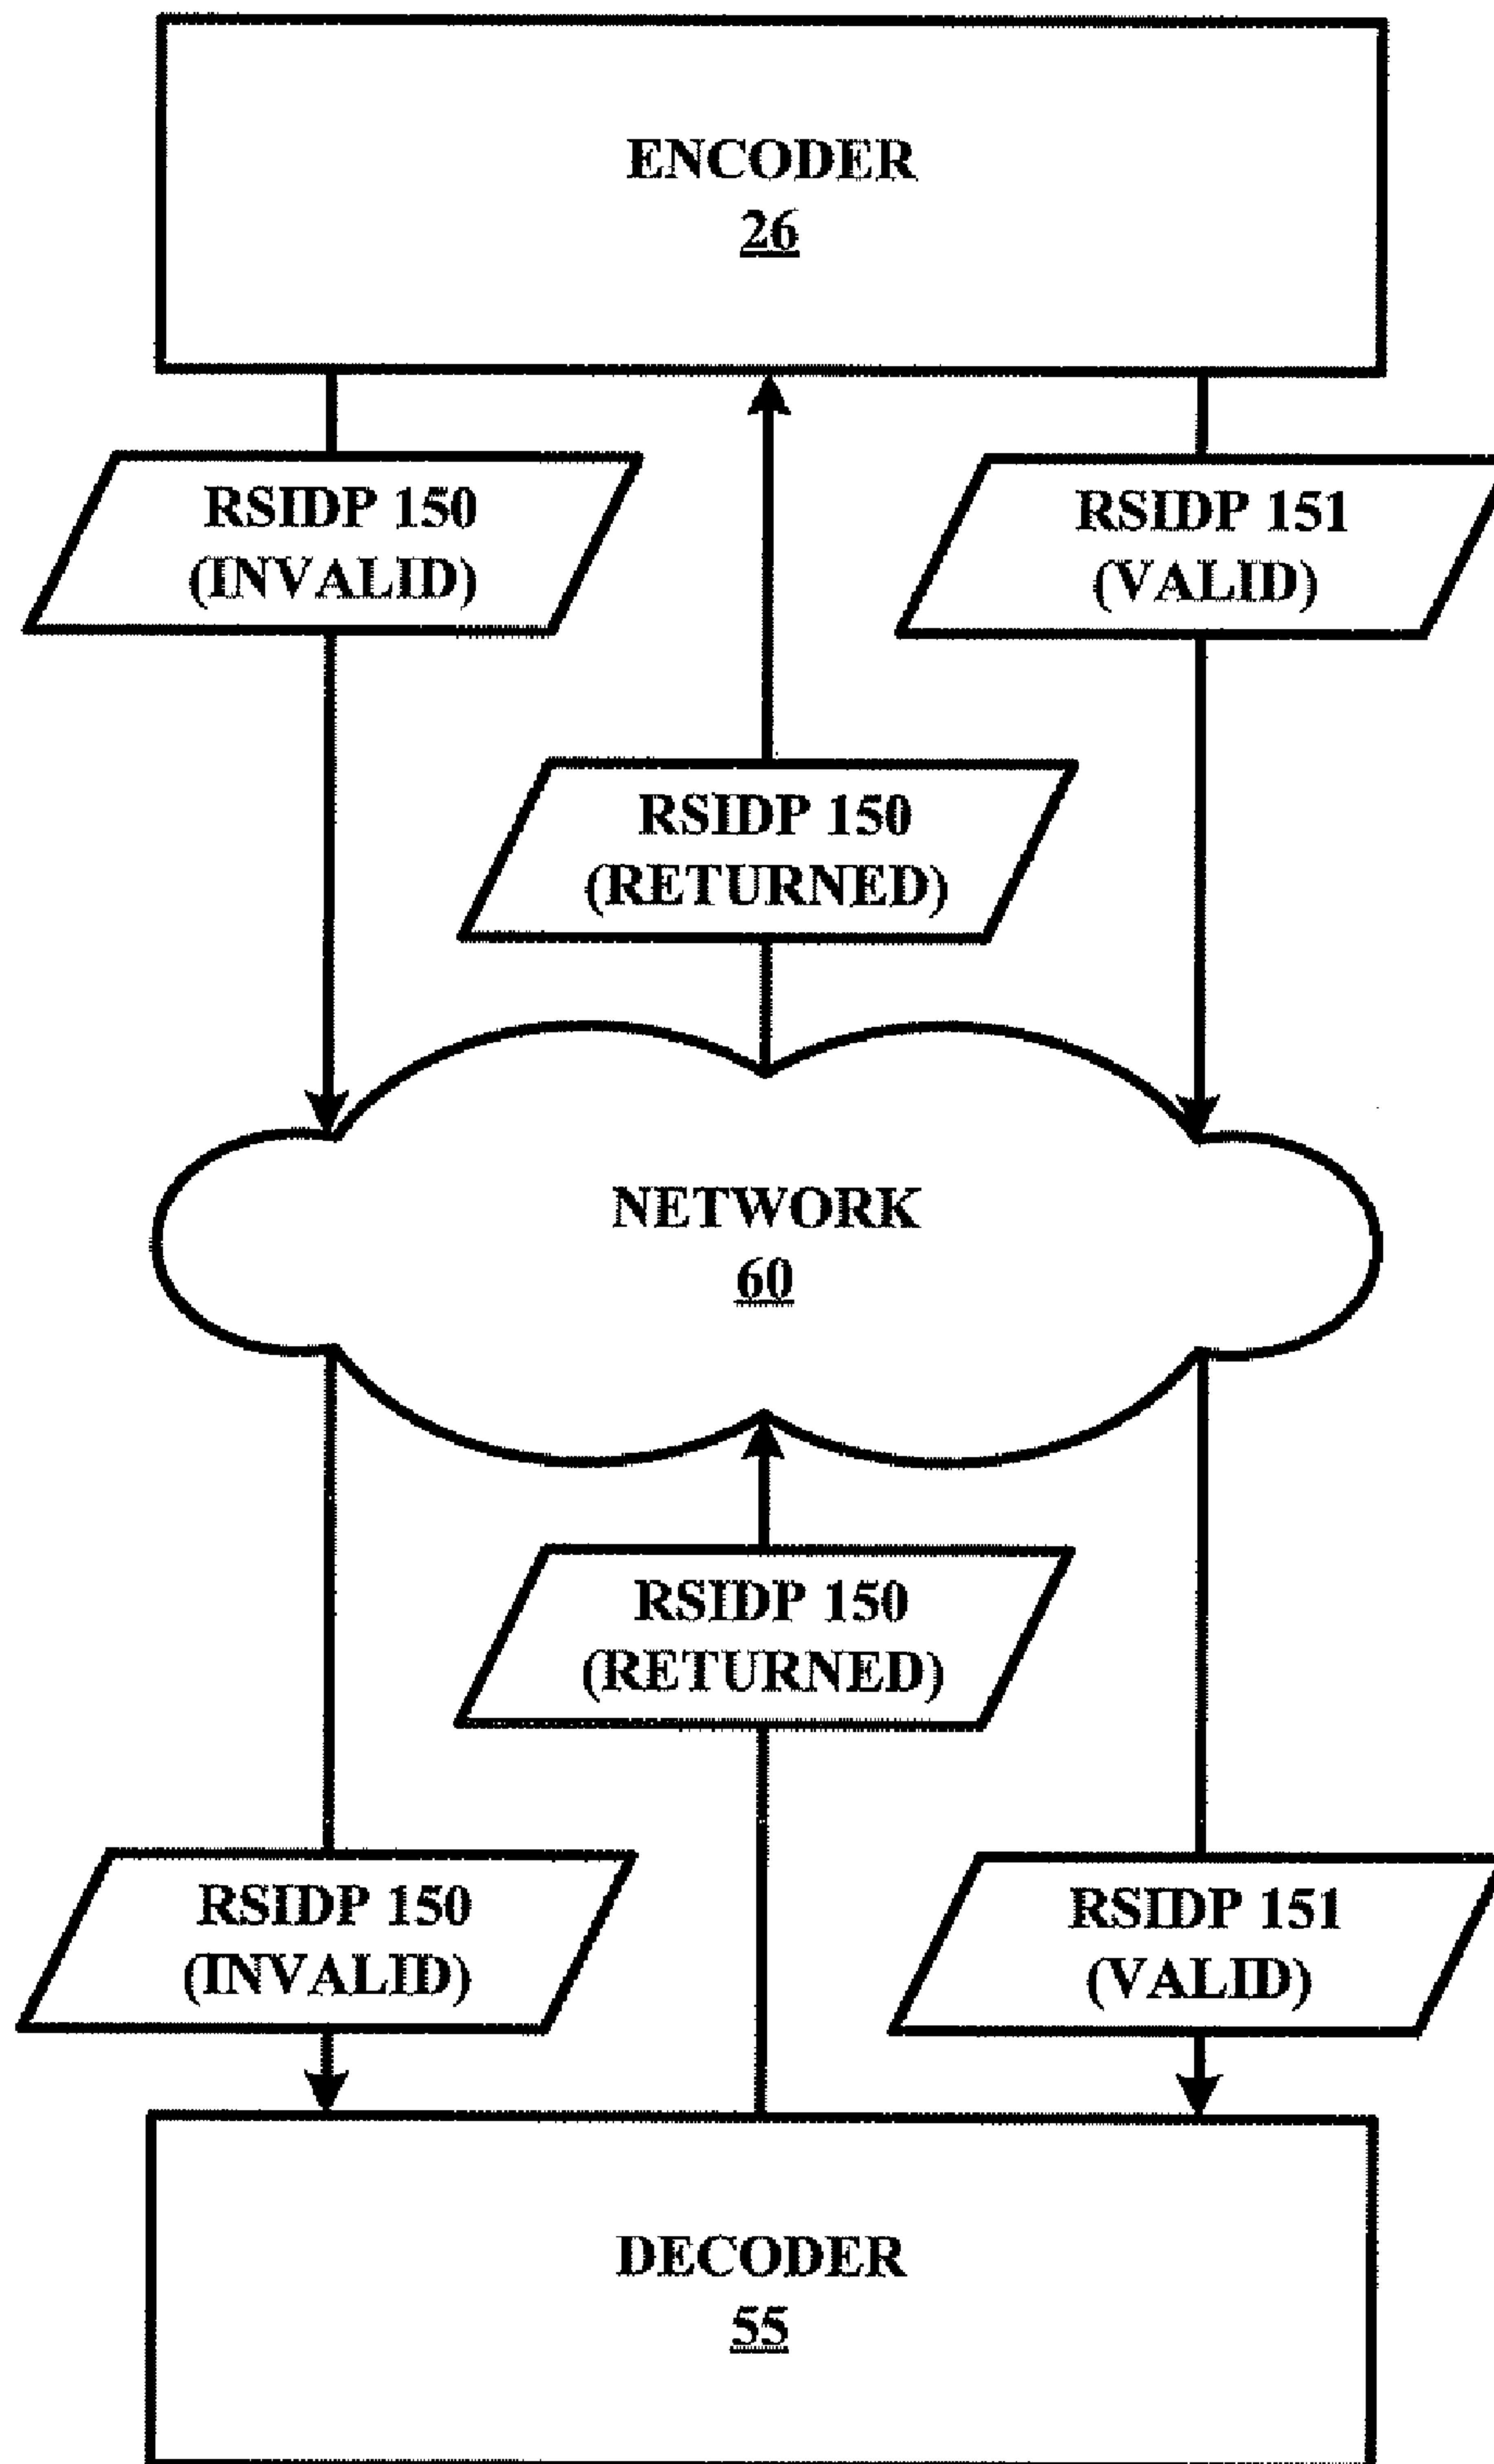 ENCODER
26
RSIDP 150
(INVALID)
RSIDP 151
(VALID)
RSIDP 150
(RETURNED)
NETWORK
60
RSIDP 150
(RETURNED)
RSIDP 150
(INVALID)
RSIDP 151
(VALID)
DECODER
55